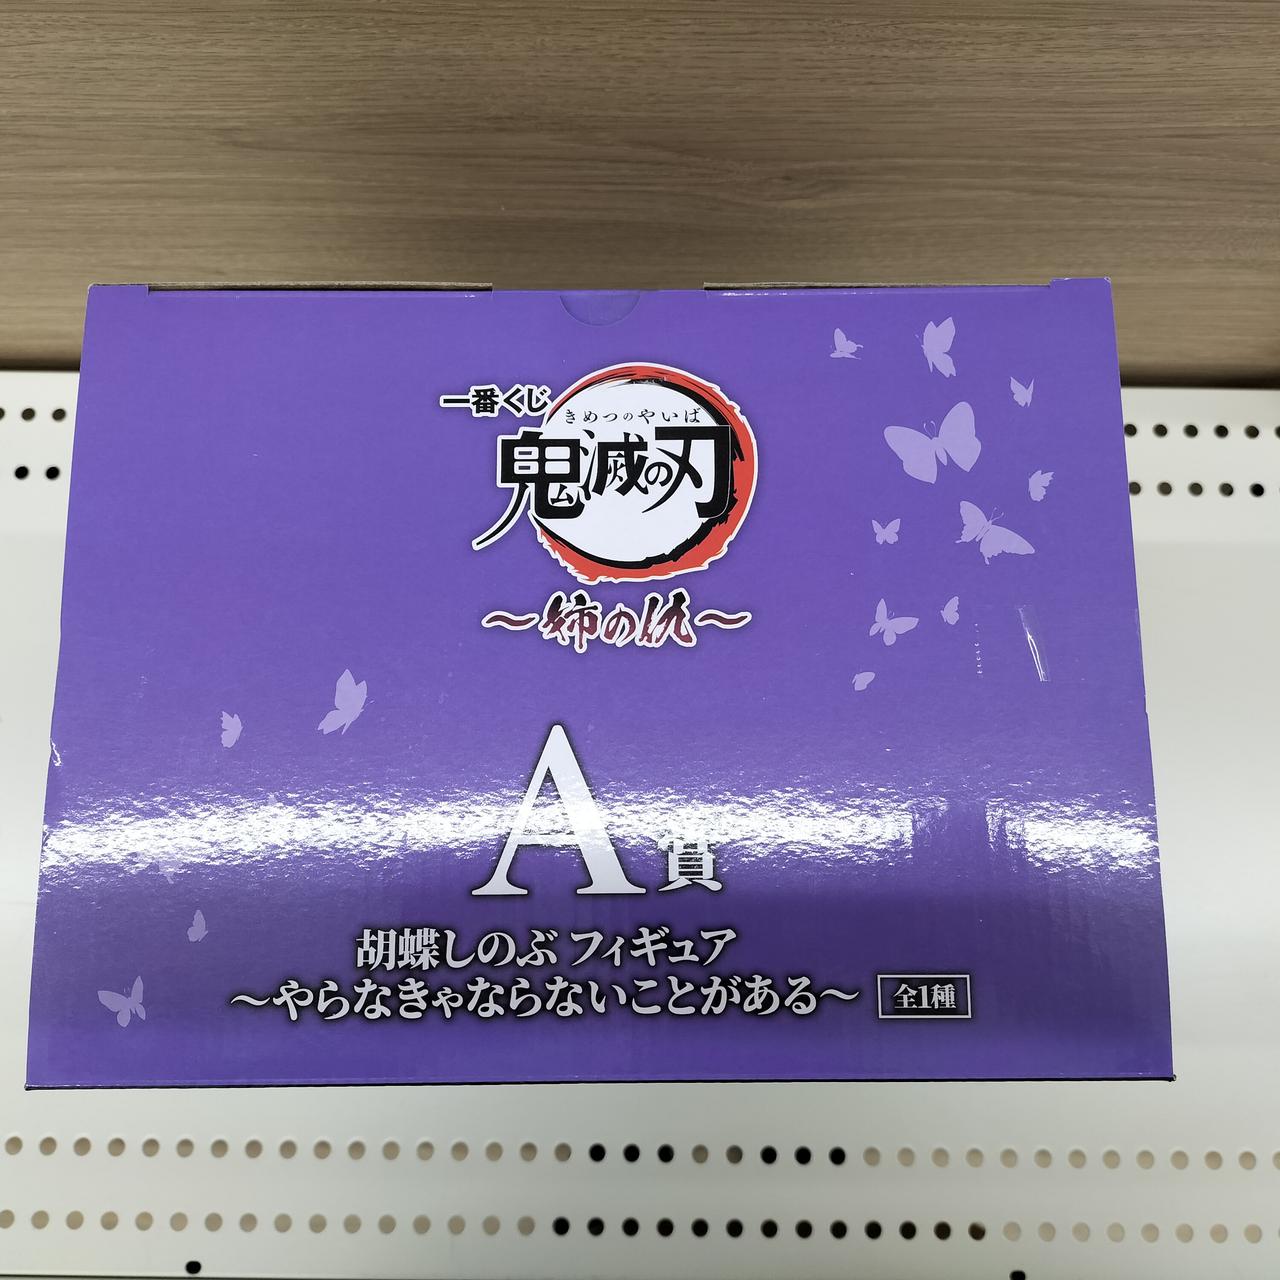 一番くじ
きめつのやいば
鬼滅の刃
～姉の仇～
A賞
胡蝶しのぶ フィギュア
～やらなきゃならないことがある～ 全1種